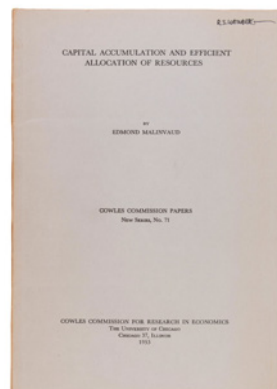 CAPITAL ACCUMULATION AND EFFICIENT
ALLOCATION OF RESOURCES
BY
EDMOND MALINVAUD
COWLES COMMISSION PAPERS
New Series, No. 71
COWLES COMMISSION FOR RESEARCH IN ECONOMICS
The University of Chicago
Chicago 37, Illinois
1953